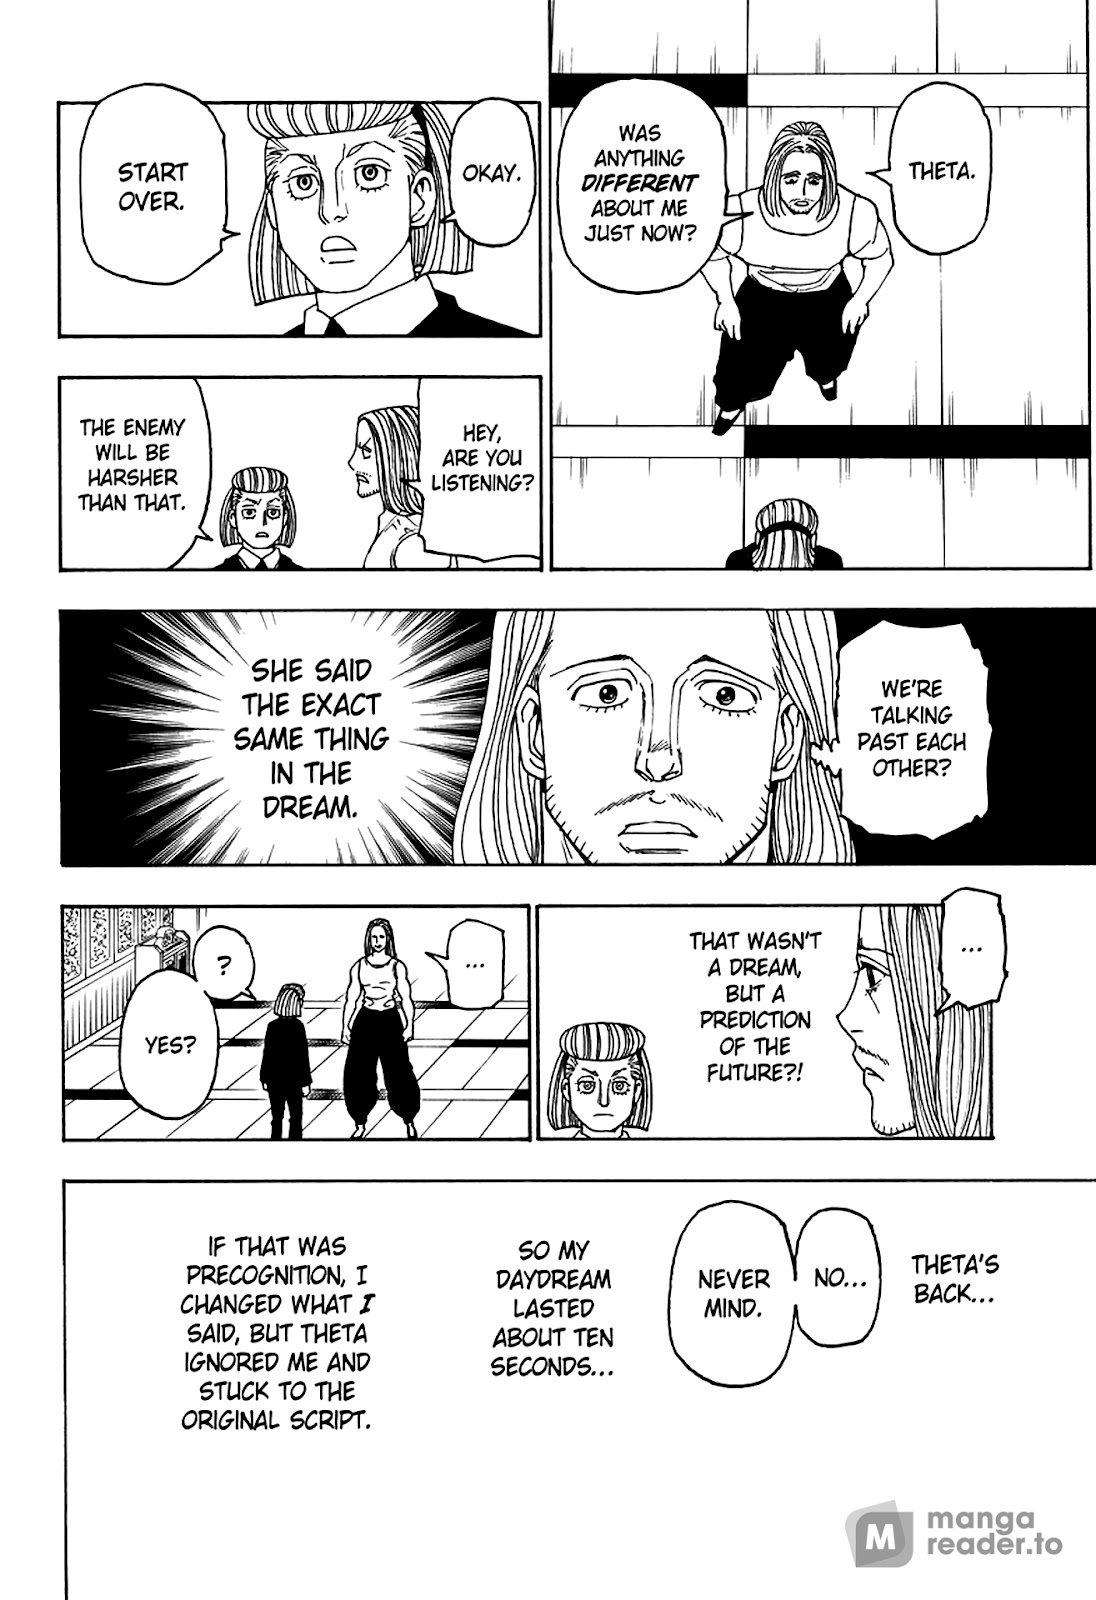 THETA.
WAS
ANYTHING
DIFFERENT
ABOUT ME
JUST NOW?
OKAY.
START
OVER.
HEY,
ARE YOU
LISTENING?
THE ENEMY
WILL BE
HARSHER
THAN THAT.
WE'RE
TALKING
PAST EACH
OTHER?
SHE SAID
THE EXACT
SAME THING
IN THE
DREAM.
...
THAT WASN'T
A DREAM,
BUT A
PREDICTION
OF THE
FUTURE?!
...
?
YES?
THETA'S
BACK...
NO...
NEVER
MIND.
SO MY
DAYDREAM
LASTED
ABOUT TEN
SECONDS...
IF THAT WAS
PRECOGNITION, I
CHANGED WHAT I
SAID, BUT THETA
IGNORED ME AND
STUCK TO THE
ORIGINAL SCRIPT.
M
manga
reader.to